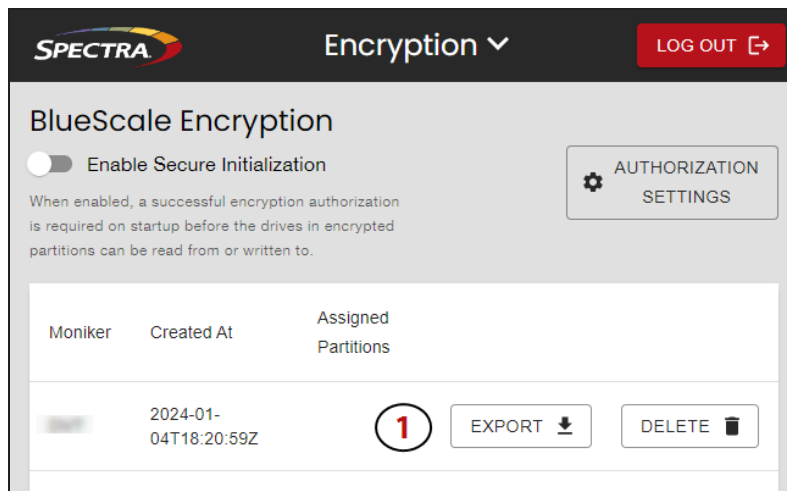 SPECTRA
Encryption
LOG OUT
BlueScale Encryption
Enable Secure Initialization
When enabled, a successful encryption authorization
is required on startup before the drives in encrypted
partitions can be read from or written to.
AUTHORIZATION
SETTINGS
Moniker
Created At
Assigned
Partitions
2024-01-
04T18:20:59Z
1
EXPORT
DELETE